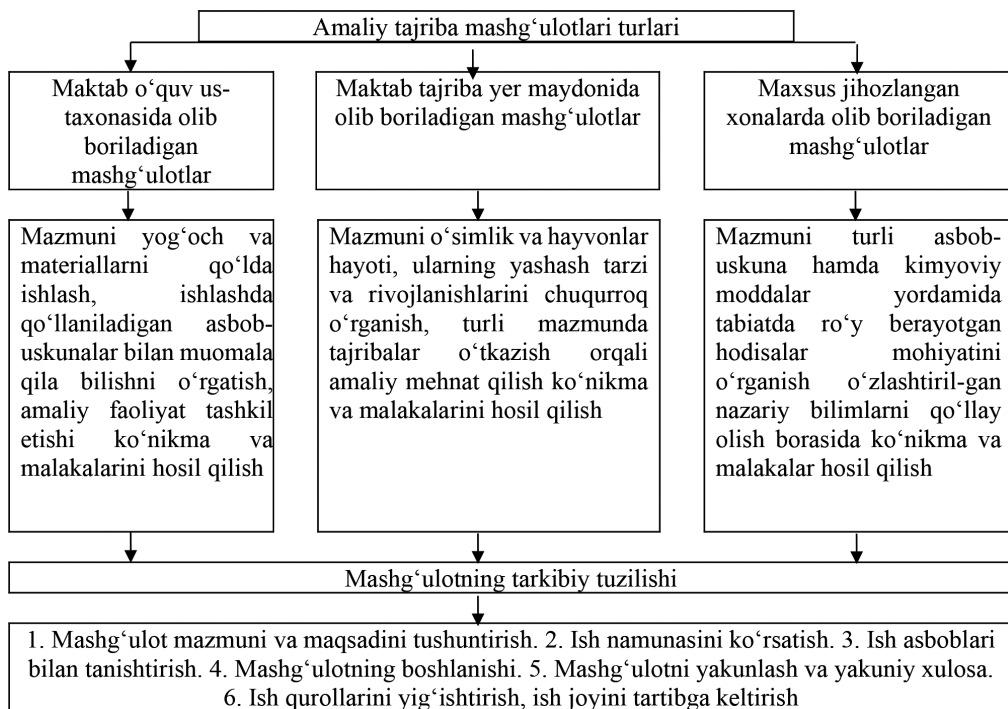 Amaliy tajriba mashg‘ulotlari turlari
Maktab o‘quv us-
taxonasida olib
boriladigan
mashg‘ulotlar
Maktab tajriba yer maydonida
olib boriladigan mashg‘ulotlar
Maxsus jihozlangan
xonalarda olib boriladigan
mashg‘ulotlar
Mazmuni yog‘och va
materiallarni qo‘lda
ishlash, ishlashda
qo‘llaniladigan asbob-
uskunalar bilan muomala
qila bilishni o‘rgatish,
amaliy faoliyat tashkil
etishi ko‘nikma va
malakalarini hosil qilish
Mazmuni o‘simlik va hayvonlar
hayoti, ularning yashash tarzi
va rivojlanishlarini chuqurroq
o‘rganish, turli mazmunda
tajribalar o‘tkazish orqali
amaliy mehnat qilish ko‘nikma
va malakalarini hosil qilish
Mazmuni turli asbob-
uskuna hamda kimyoviy
moddalar yordamida
tabiatda ro‘y berayotgan
hodisalar mohiyatini
o‘rganish o‘zlashtiril-gan
nazariy bilimlarni qo‘llay
olish borasida ko‘nikma va
malakalar hosil qilish
Mashg‘ulotning tarkibiy tuzilishi
1. Mashg‘ulot mazmuni va maqsadini tushuntirish. 2. Ish namunasini ko‘rsatish. 3. Ish asboblari
bilan tanishtirish. 4. Mashg‘ulotning boshlanishi. 5. Mashg‘ulotni yakunlash va yakuniy xulosa.
6. Ish qurollarini yig‘ishtirish, ish joyini tartibga keltirish